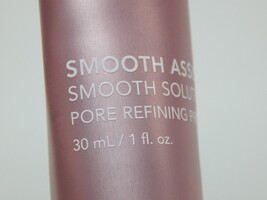 SMOOTH ASS
SMOOTH SOLU
PORE REFINING
30 mL / 1 fl. oz.